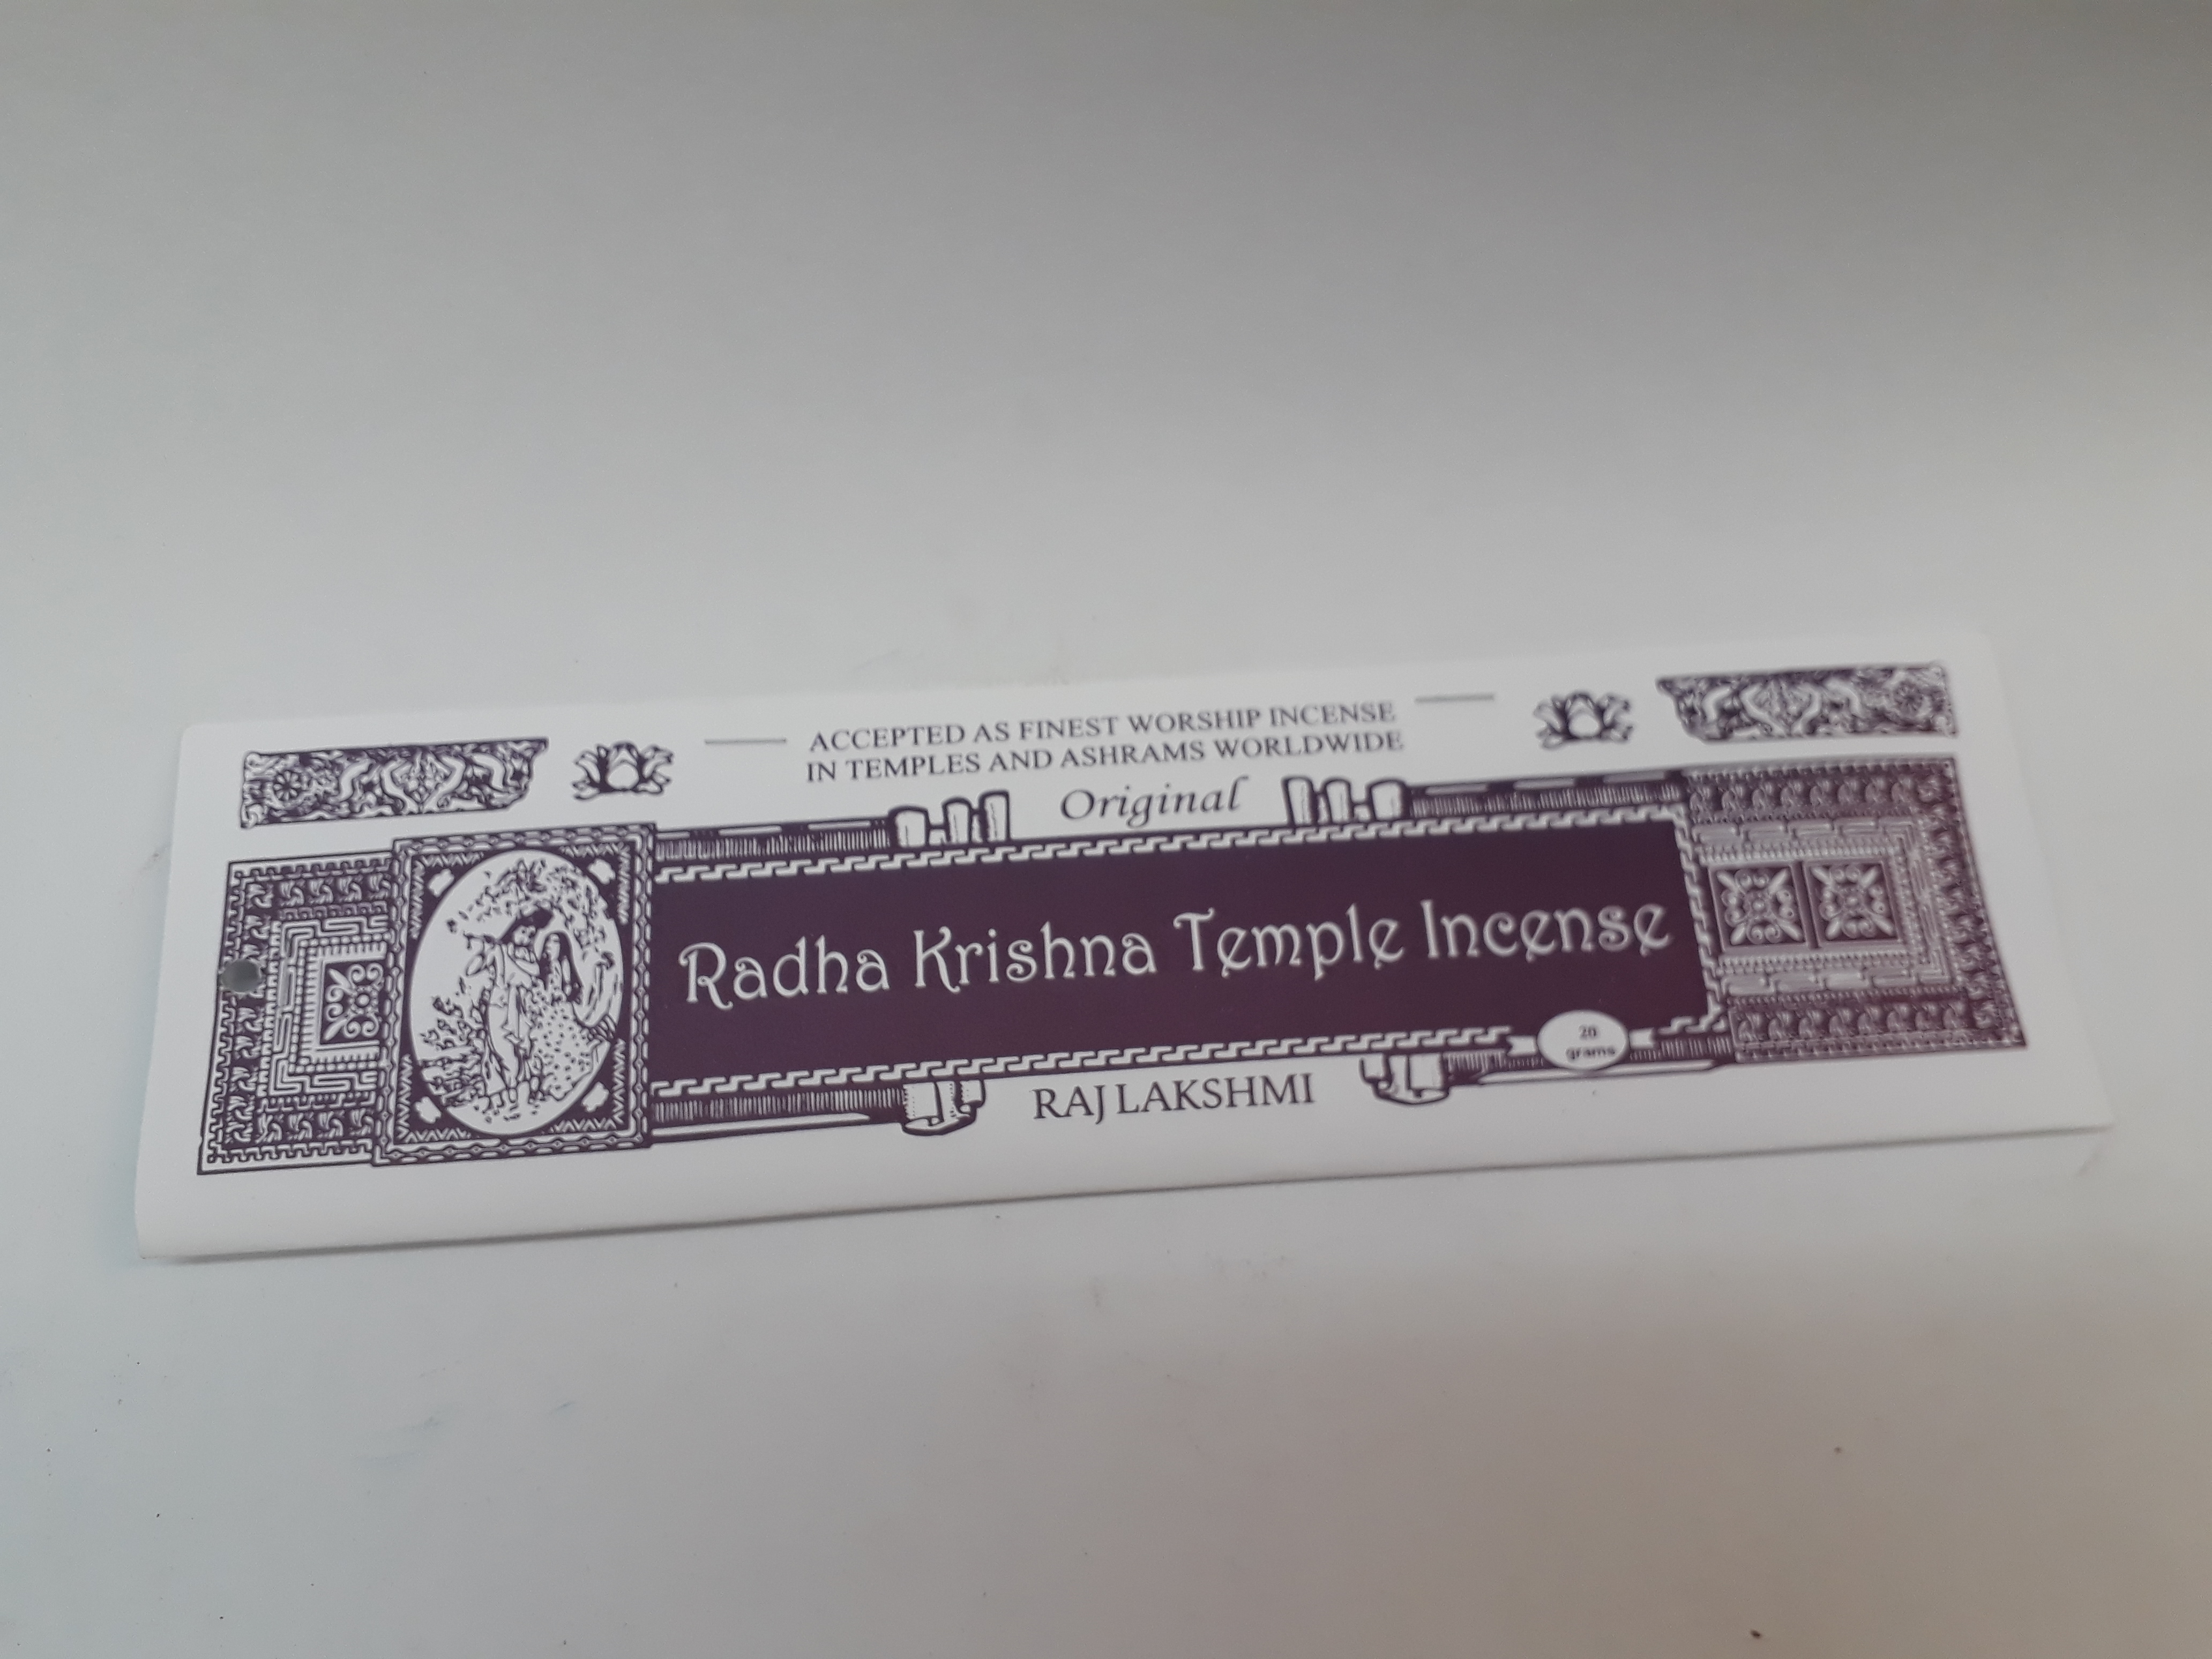 ACCEPTED AS FINEST WORSHIP INCENSE
IN TEMPLES AND ASHRAMS WORLDWIDE
Original
Radha Krishna Temple Incense
20
grams
RAJ LAKSHMI